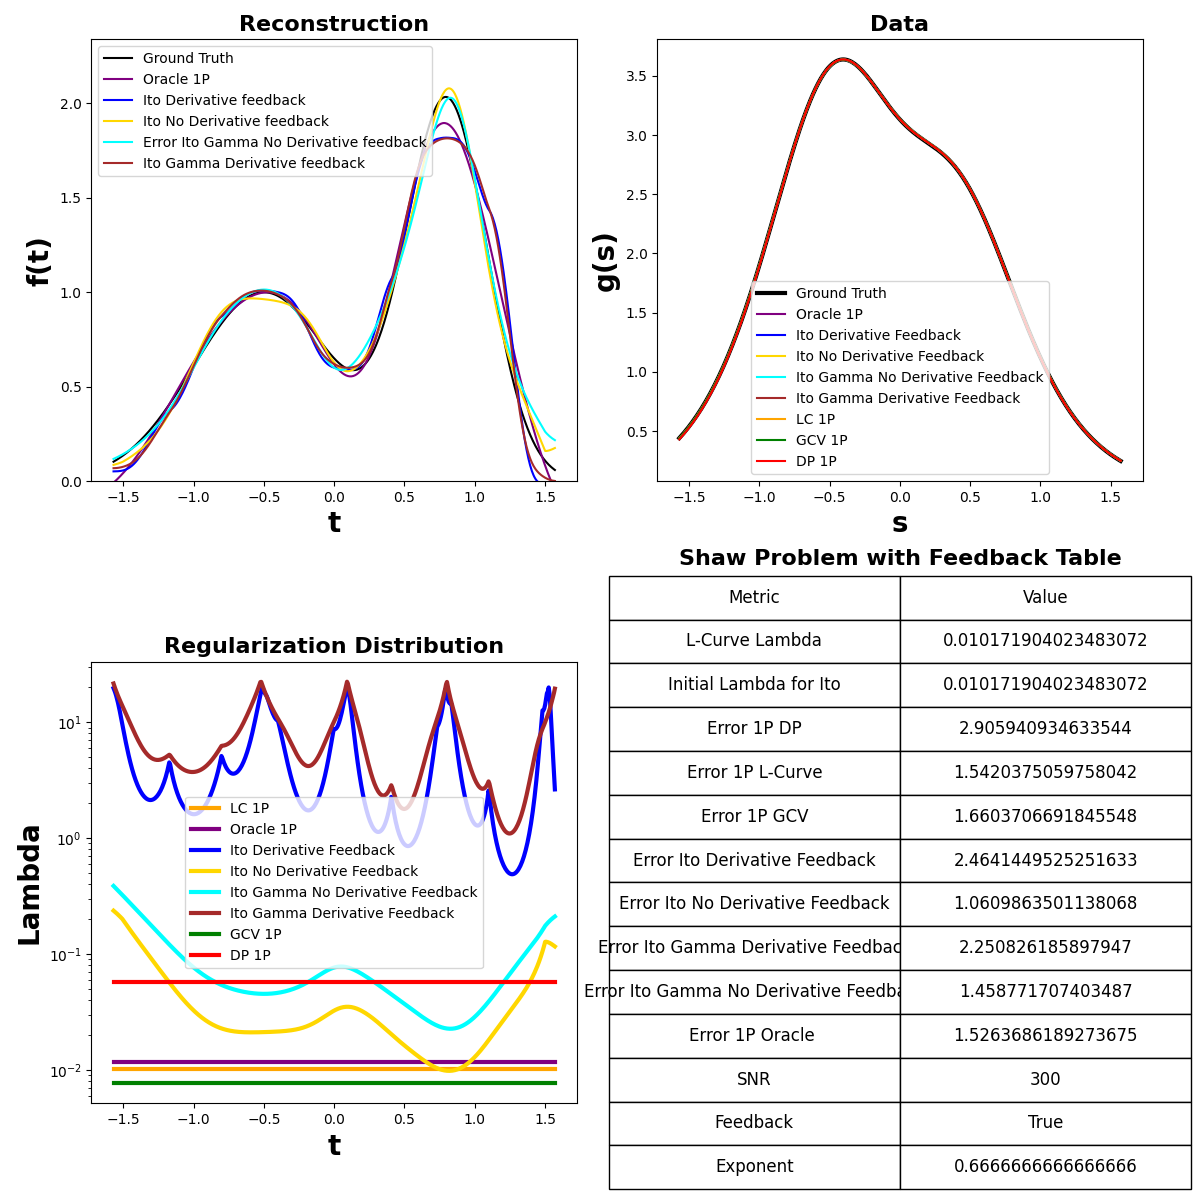 Reconstruction
Ground Truth
Oracle 1P
Ito Derivative feedback
Ito No Derivative feedback
Error Ito Gamma No Derivative feedback
Ito Gamma Derivative feedback
f(t)
2.0
1.5
1.0
0.5
0.0
−1.5 −1.0 −0.5 0.0 0.5 1.0 1.5
t
Data
g(s)
3.5
3.0
2.5
2.0
1.5
1.0
0.5
Ground Truth
Oracle 1P
Ito Derivative Feedback
Ito No Derivative Feedback
Ito Gamma No Derivative Feedback
Ito Gamma Derivative Feedback
LC 1P
GCV 1P
DP 1P
−1.5 −1.0 −0.5 0.0 0.5 1.0 1.5
s
Regularization Distribution
Lambda
10¹
10⁰
10⁻¹
10⁻²
LC 1P
Oracle 1P
Ito Derivative Feedback
Ito No Derivative Feedback
Ito Gamma No Derivative Feedback
Ito Gamma Derivative Feedback
GCV 1P
DP 1P
−1.5 −1.0 −0.5 0.0 0.5 1.0 1.5
t
Shaw Problem with Feedback Table
Metric Value
L-Curve Lambda 0.010171904023483072
Initial Lambda for Ito 0.010171904023483072
Error 1P DP 2.905940934633544
Error 1P L-Curve 1.5420375059758042
Error 1P GCV 1.6603706691845548
Error Ito Derivative Feedback 2.4641449525251633
Error Ito No Derivative Feedback 1.0609863501138068
Error Ito Gamma Derivative Feedbac 2.250826185897947
Error Ito Gamma No Derivative Feedba 1.458771707403487
Error 1P Oracle 1.5263686189273675
SNR 300
Feedback True
Exponent 0.6666666666666666